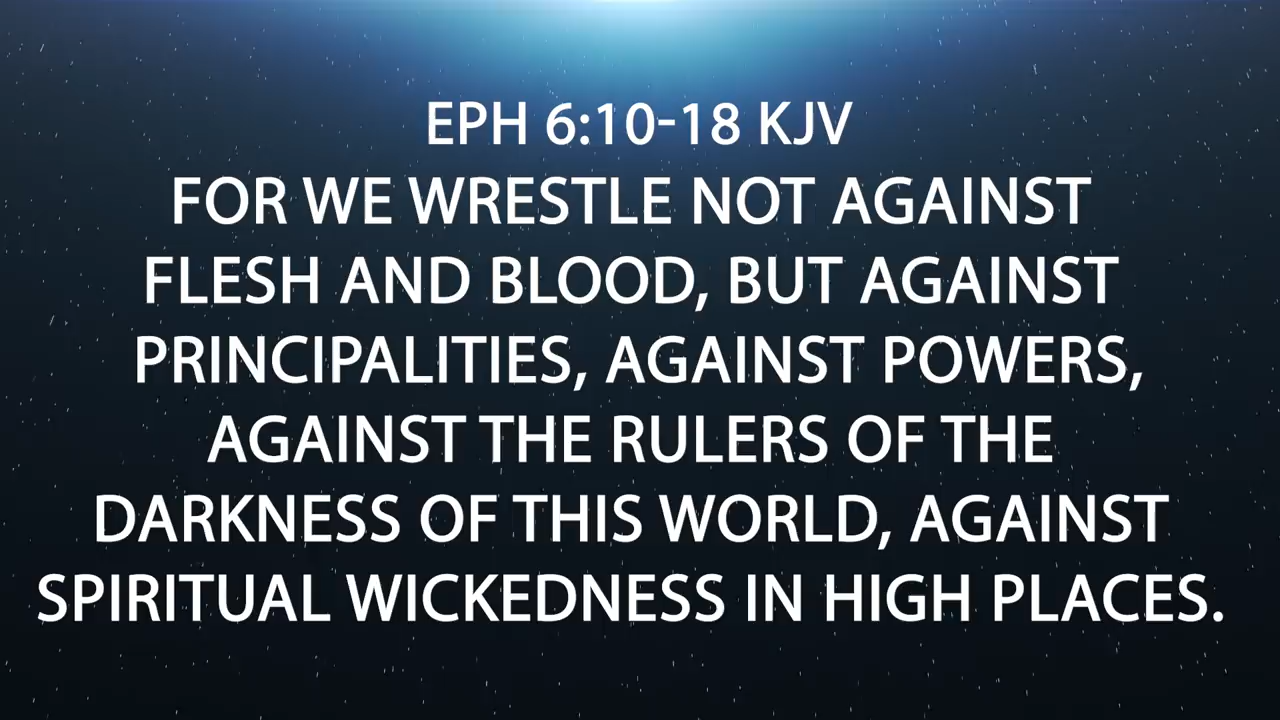 EPH 6:10-18 KJV
FOR WE WRESTLE NOT AGAINST
FLESH AND BLOOD, BUT AGAINST
PRINCIPALITIES, AGAINST POWERS,
AGAINST THE RULERS OF THE
DARKNESS OF THIS WORLD, AGAINST
SPIRITUAL WICKEDNESS IN HIGH PLACES.